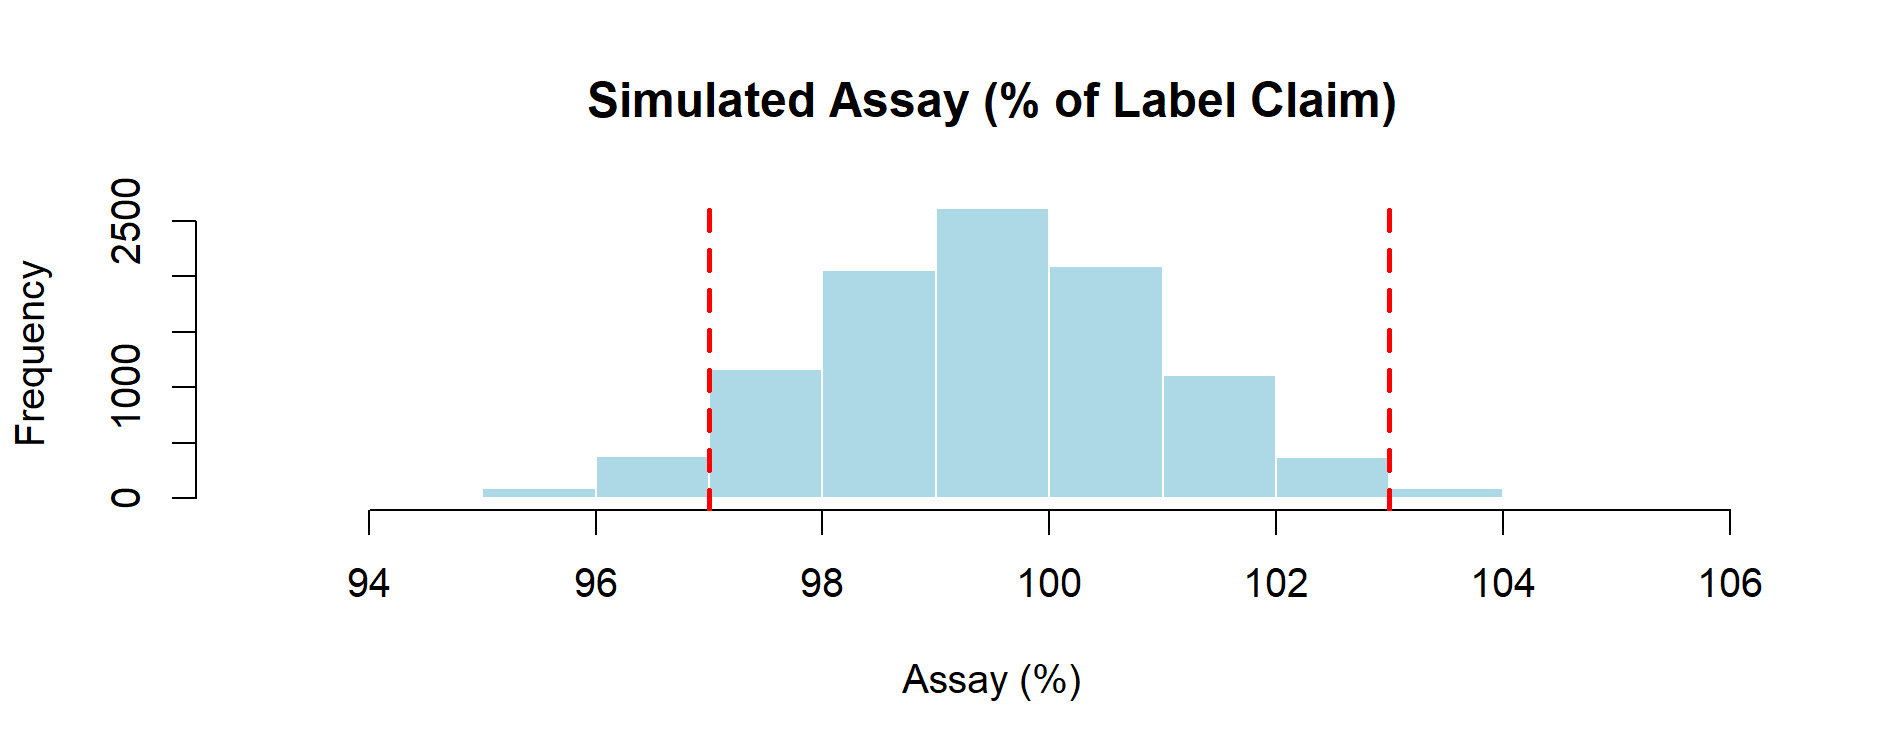 Simulated Assay (% of Label Claim)
Frequency
2500
1000
0
94 96 98 100 102 104 106
Assay (%)